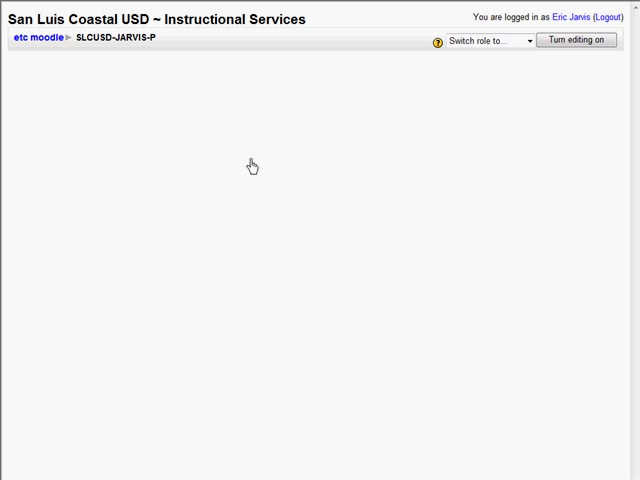 San Luis Coastal USD ~ Instructional Services
You are logged in as Eric Jarvis (Logout)
etc moodle ► SLCUSD-JARVIS-P
? Switch role to... Turn editing on